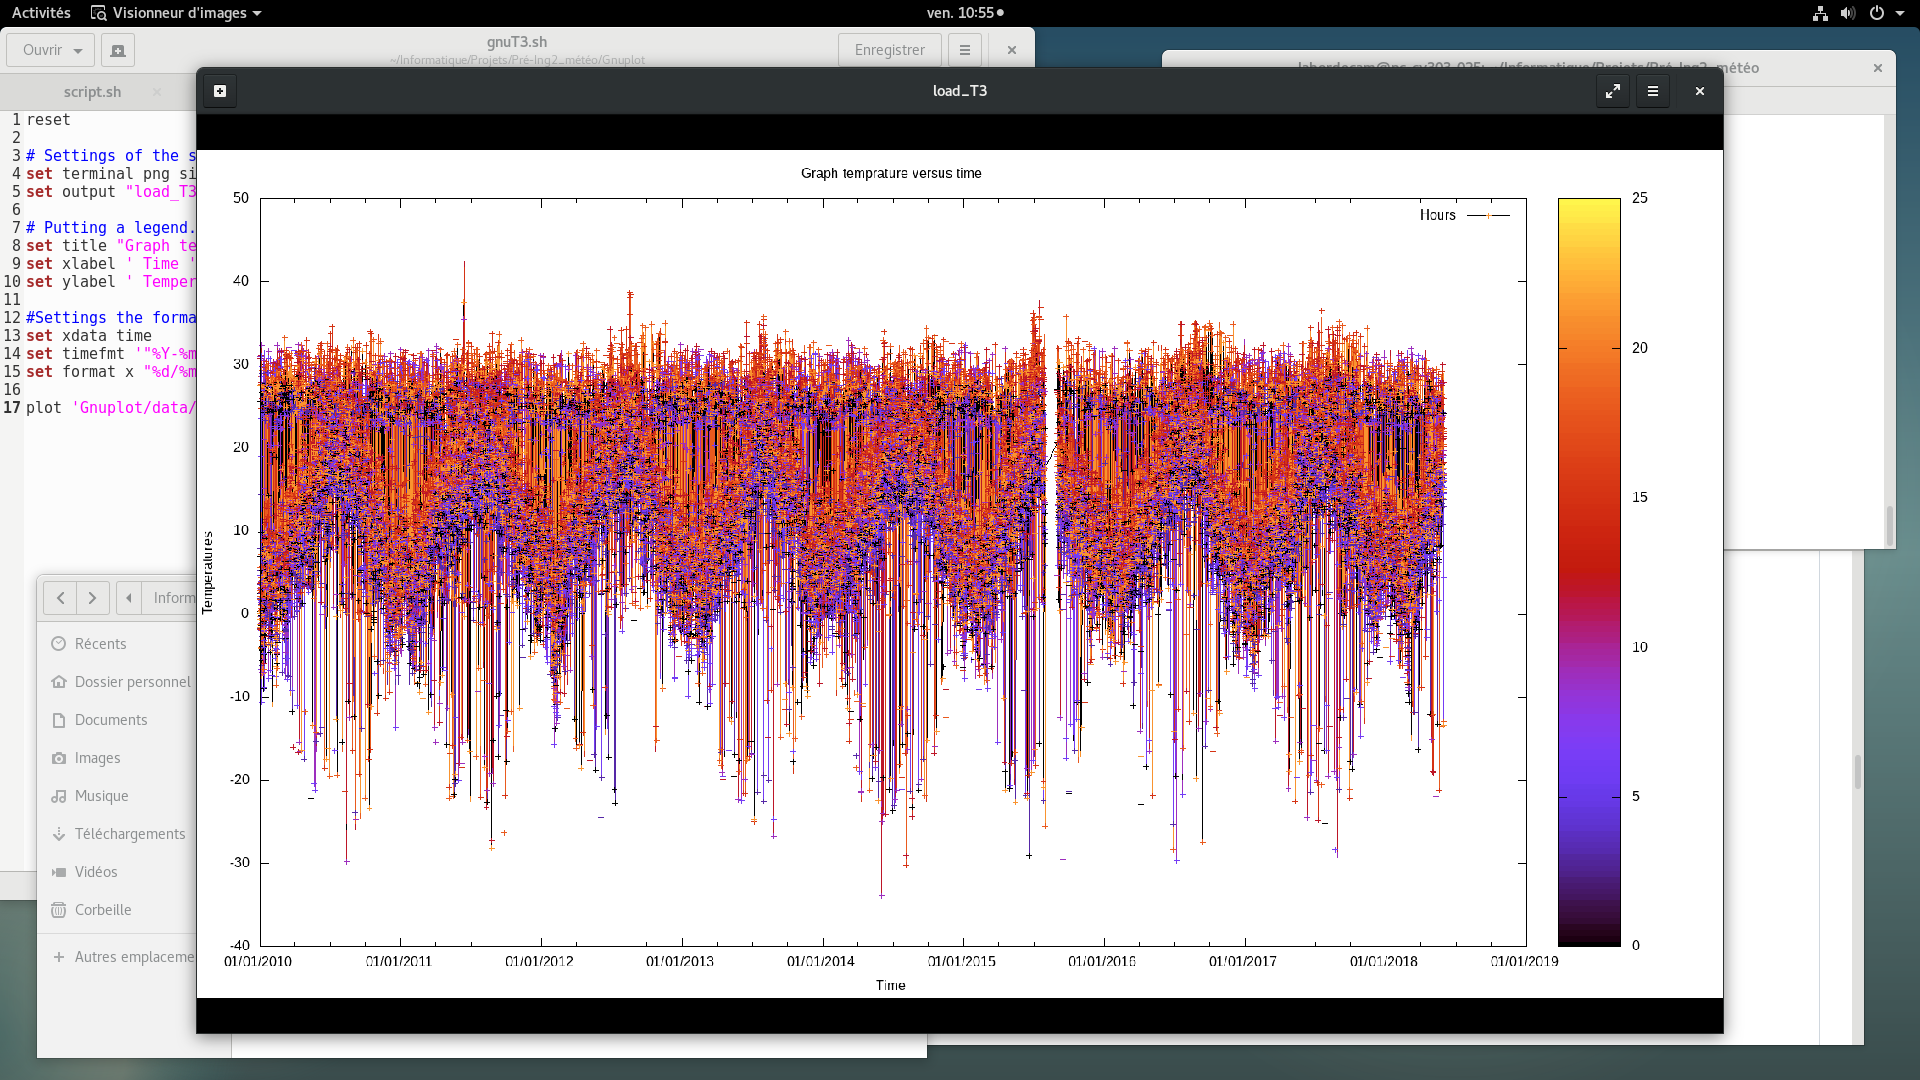 Activités
Visionneur d'images
ven. 10:55
Ouvrir
gnuT3.sh
~/Informatique/Projets/Pré-Ing2_météo/Gnuplot
Enregistrer
météo
script.sh
load_T3
1 reset
2
3 # Settings of the s
4 set terminal png si
5 set output "load_T3
6
7 # Putting a legend.
8 set title "Graph te
9 set xlabel ' Time '
10 set ylabel ' Temper
11
12 #Settings the forma
13 set xdata time
14 set timefmt '"%Y-%m
15 set format x "%d/%m
16
17 plot 'Gnuplot/data/
Inform
Récents
Dossier personnel
Documents
Images
Musique
Téléchargements
Vidéos
Corbeille
Autres emplaceme
Graph temprature versus time
Hours
Temperatures
50
40
30
20
10
0
-10
-20
-30
-40
01/01/2010
01/01/2011
01/01/2012
01/01/2013
01/01/2014
01/01/2015
01/01/2016
01/01/2017
01/01/2018
01/01/2019
Time
25
20
15
10
5
0